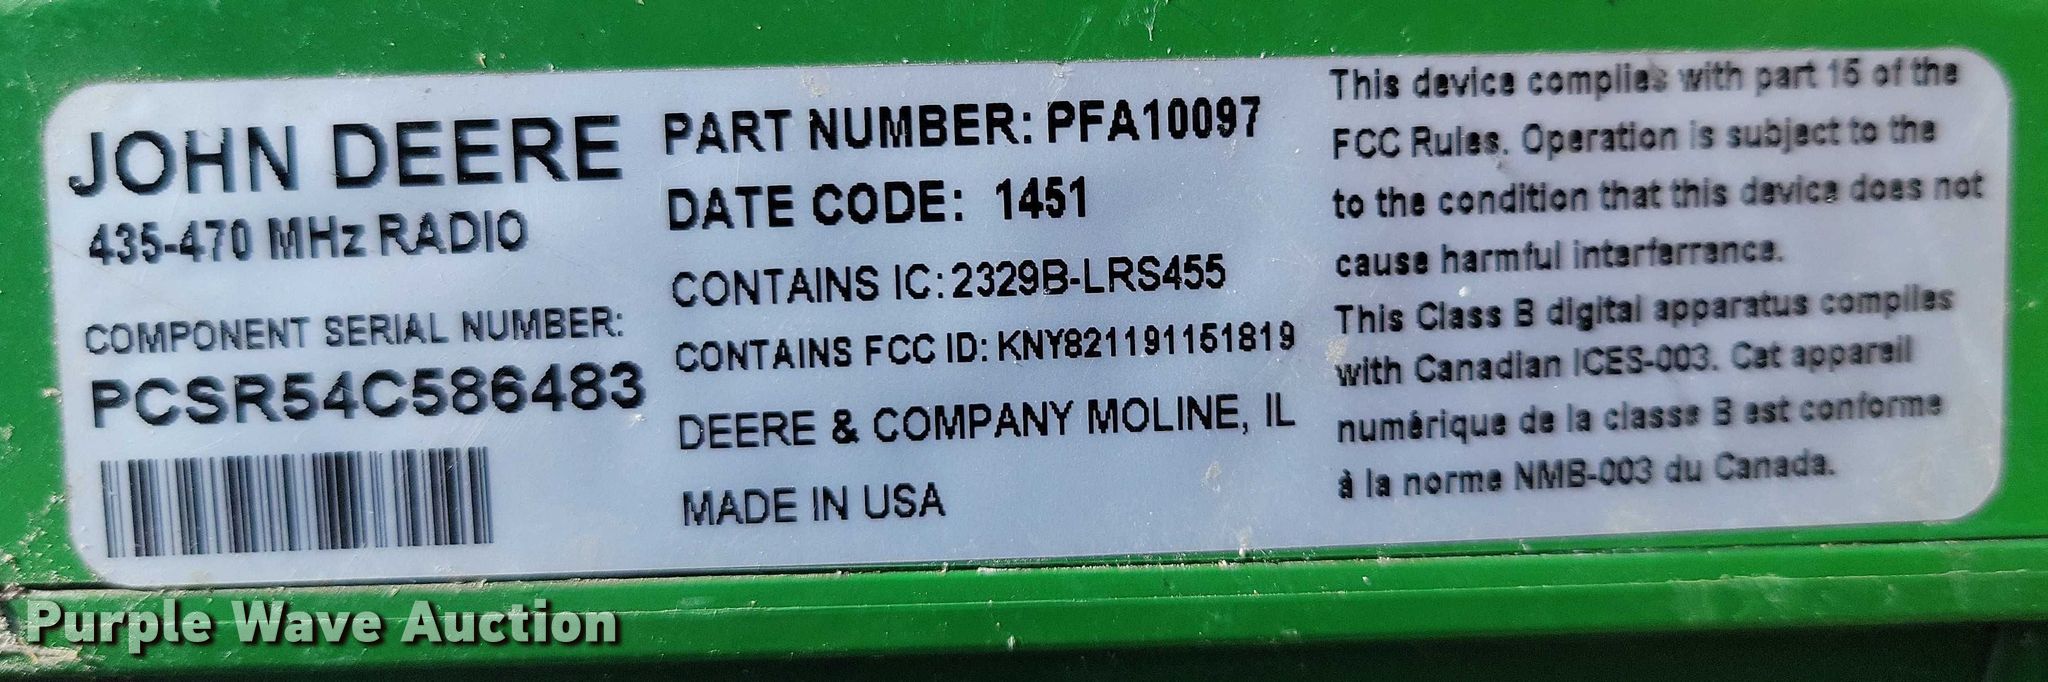 JOHN DEERE
435-470 MHz RADIO
COMPONENT SERIAL NUMBER:
PCSR54C586483
PART NUMBER: PFA10097
DATE CODE: 1451
CONTAINS IC: 2329B-LRS455
CONTAINS FCC ID: KNY821191151819
DEERE & COMPANY MOLINE, IL
MADE IN USA
This device complies with part 15 of the
FCC Rules. Operation is subject to the
to the condition that this device does not
cause harmful interferrance.
This Class B digital apparatus complies
with Canadian ICES-003. Cat appareil
numérique de la classe B est conforme
à la norme NMB-003 du Canada.
Purple Wave Auction